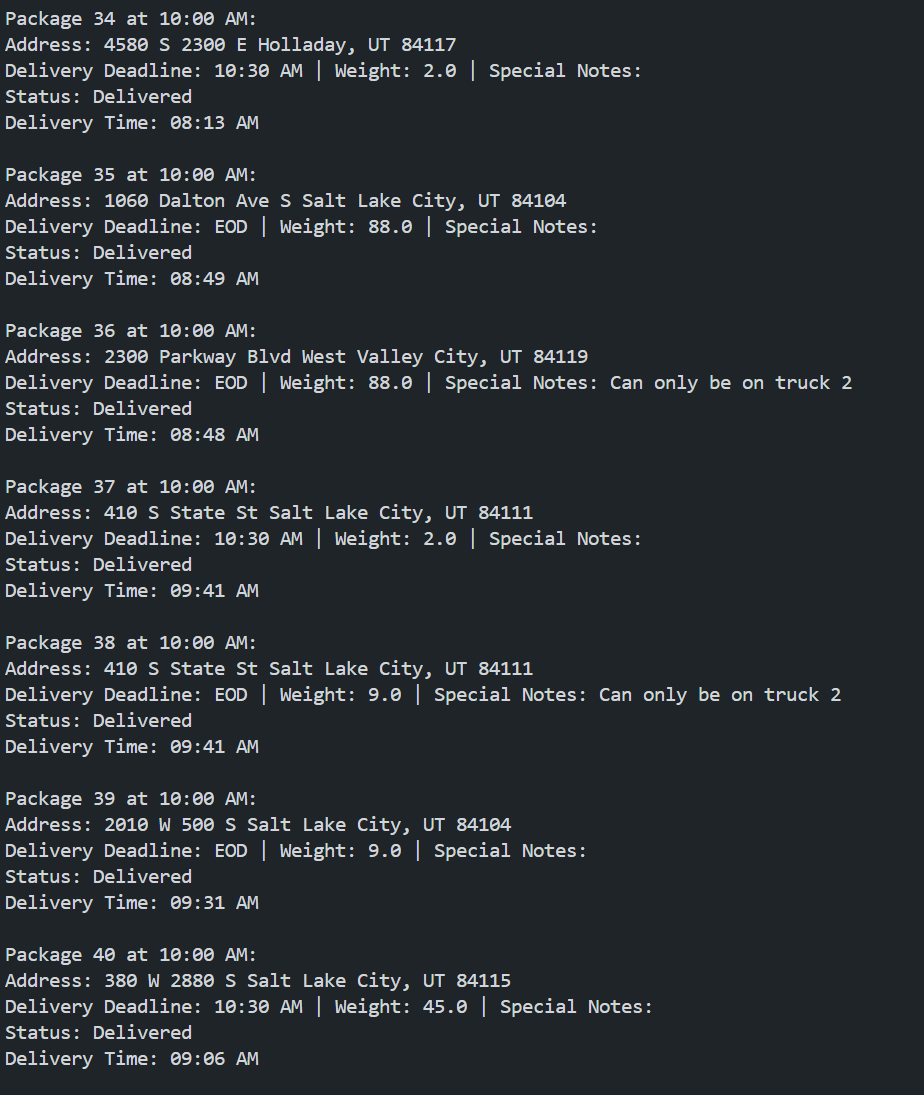 Package 34 at 10:00 AM:
Address: 4580 S 2300 E Holladay, UT 84117
Delivery Deadline: 10:30 AM | Weight: 2.0 | Special Notes:
Status: Delivered
Delivery Time: 08:13 AM

Package 35 at 10:00 AM:
Address: 1060 Dalton Ave S Salt Lake City, UT 84104
Delivery Deadline: EOD | Weight: 88.0 | Special Notes:
Status: Delivered
Delivery Time: 08:49 AM

Package 36 at 10:00 AM:
Address: 2300 Parkway Blvd West Valley City, UT 84119
Delivery Deadline: EOD | Weight: 88.0 | Special Notes: Can only be on truck 2
Status: Delivered
Delivery Time: 08:48 AM

Package 37 at 10:00 AM:
Address: 410 S State St Salt Lake City, UT 84111
Delivery Deadline: 10:30 AM | Weight: 2.0 | Special Notes:
Status: Delivered
Delivery Time: 09:41 AM

Package 38 at 10:00 AM:
Address: 410 S State St Salt Lake City, UT 84111
Delivery Deadline: EOD | Weight: 9.0 | Special Notes: Can only be on truck 2
Status: Delivered
Delivery Time: 09:41 AM

Package 39 at 10:00 AM:
Address: 2010 W 500 S Salt Lake City, UT 84104
Delivery Deadline: EOD | Weight: 9.0 | Special Notes:
Status: Delivered
Delivery Time: 09:31 AM

Package 40 at 10:00 AM:
Address: 380 W 2880 S Salt Lake City, UT 84115
Delivery Deadline: 10:30 AM | Weight: 45.0 | Special Notes:
Status: Delivered
Delivery Time: 09:06 AM